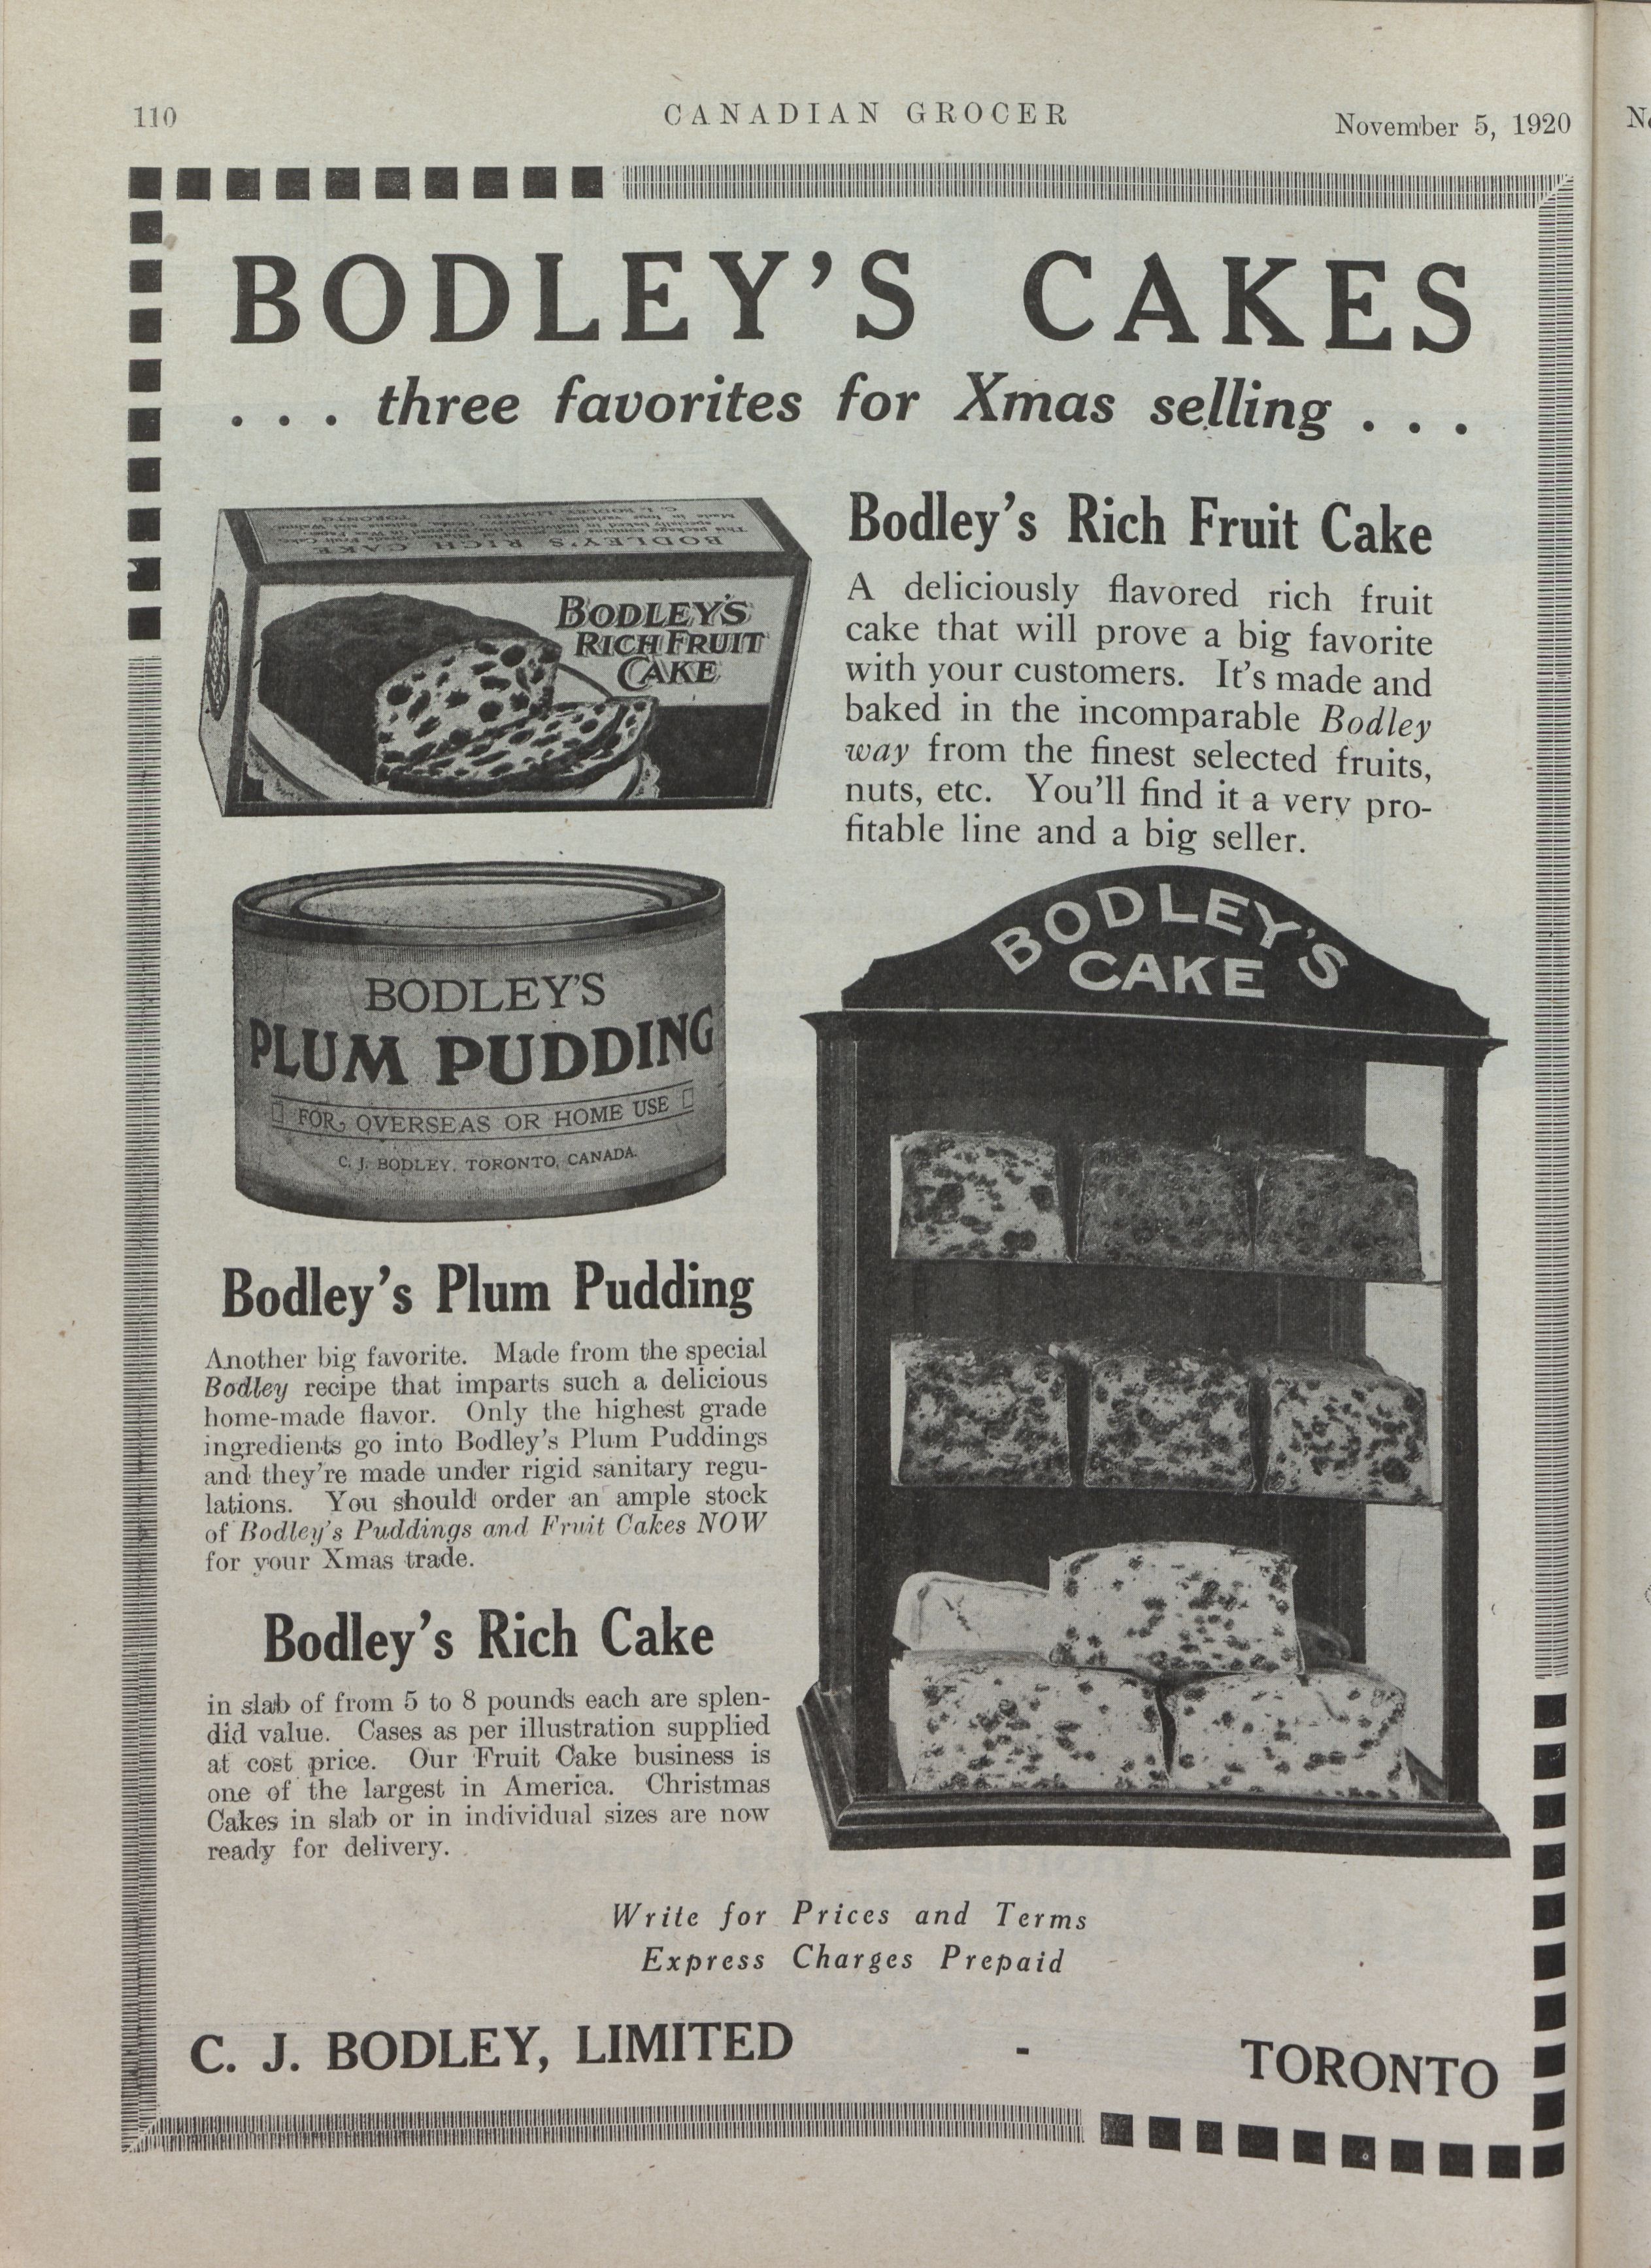 110
CANADIAN GROCER
November 5, 1920
BODLEY'S CAKES
. . . three favorites for Xmas selling . . .
BODLEY'S RICH CAKE
BODLEY'S
RICH FRUIT
CAKE
Bodley's Rich Fruit Cake
A deliciously flavored rich fruit
cake that will prove a big favorite
with your customers. It's made and
baked in the incomparable Bodley
way from the finest selected fruits,
nuts, etc. You'll find it a very pro-
fitable line and a big seller.
BODLEY'S
PLUM PUDDING
FOR OVERSEAS OR HOME USE
C. J. BODLEY, TORONTO, CANADA.
BODLEY'S
CAKE
Bodley's Plum Pudding
Another big favorite. Made from the special
Bodley recipe that imparts such a delicious
home-made flavor. Only the highest grade
ingredients go into Bodley's Plum Puddings
and they're made under rigid sanitary regu-
lations. You should order an ample stock
of Bodley's Puddings and Fruit Cakes NOW
for your Xmas trade.
Bodley's Rich Cake
in slab of from 5 to 8 pounds each are splen-
did value. Cases as per illustration supplied
at cost price. Our Fruit Cake business is
one of the largest in America. Christmas
Cakes in slab or in individual sizes are now
ready for delivery.
Write for Prices and Terms
Express Charges Prepaid
C. J. BODLEY, LIMITED - TORONTO